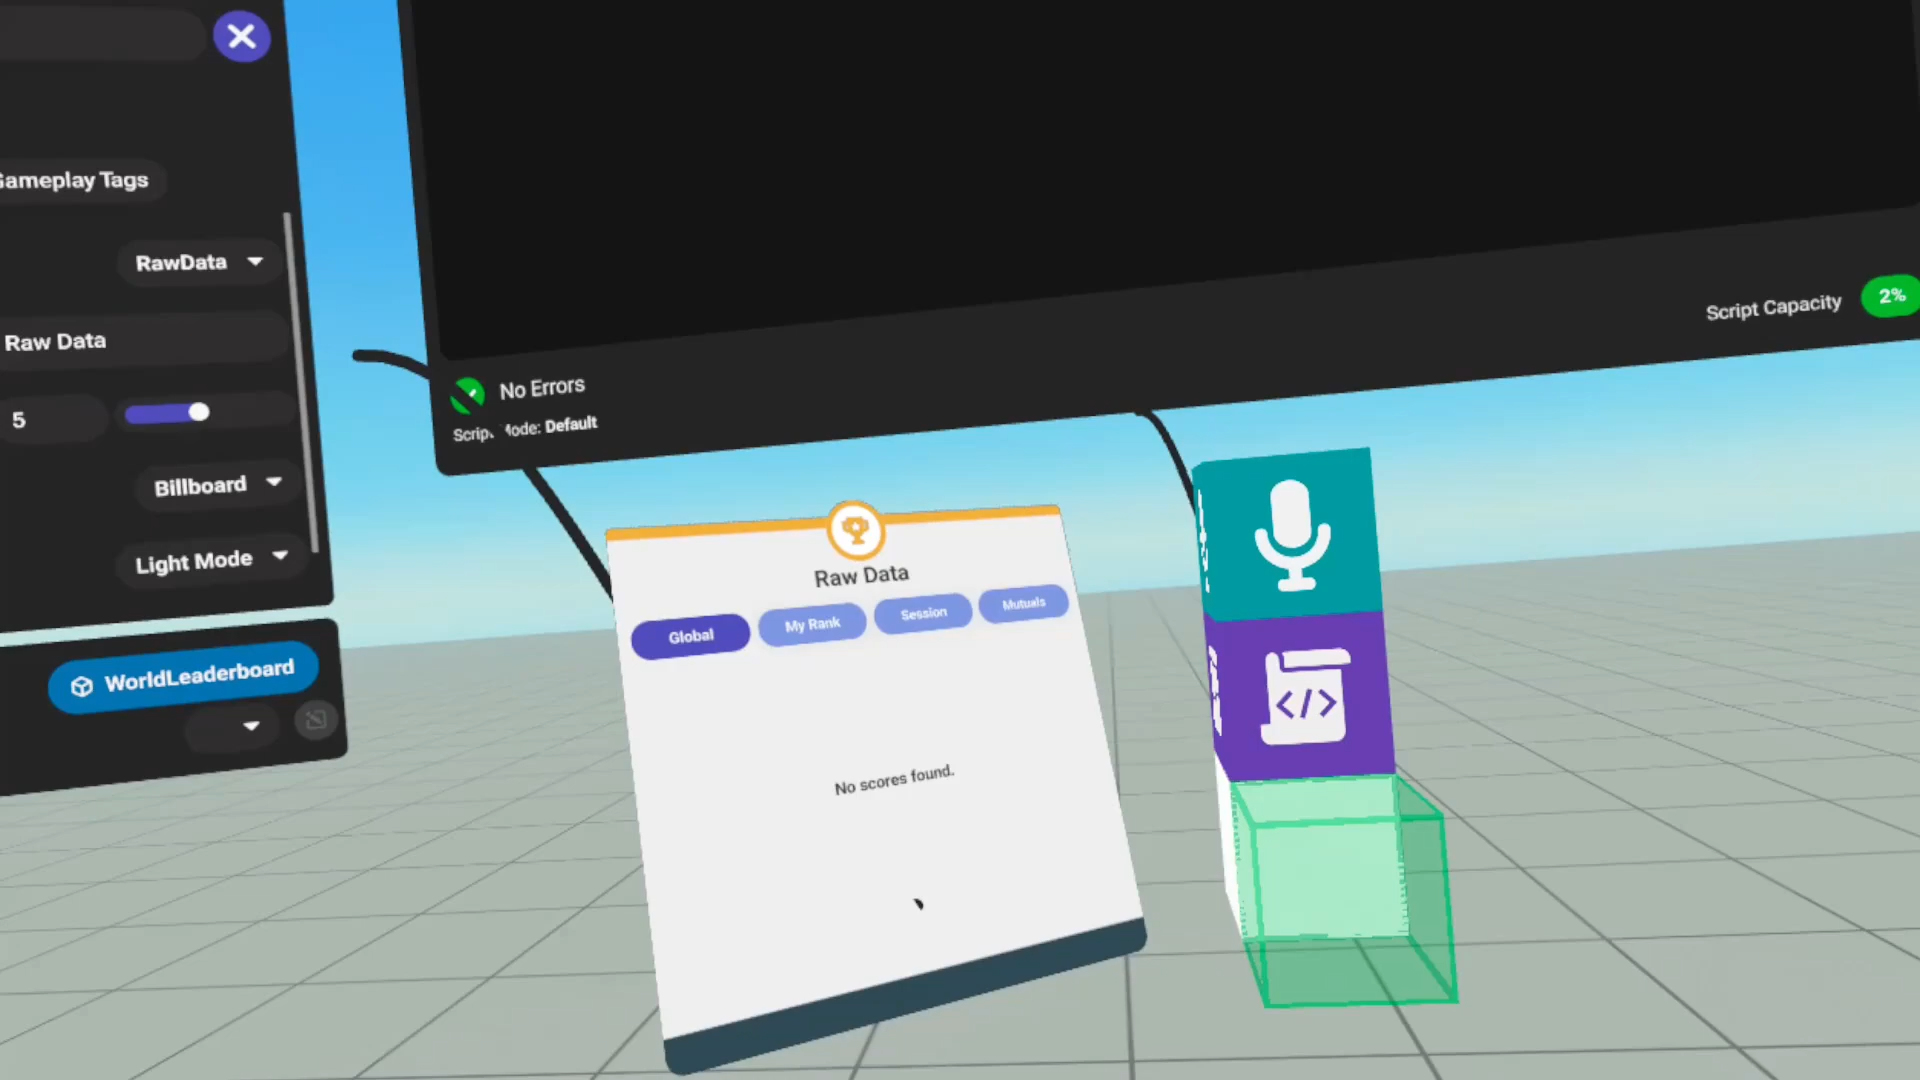 Gameplay Tags
RawData
Raw Data
5
Billboard
Light Mode
WorldLeaderboard
No Errors
Mode: Default
Script Capacity
2%
Raw Data
Global
My Rank
Session
Mutuals
No scores found.